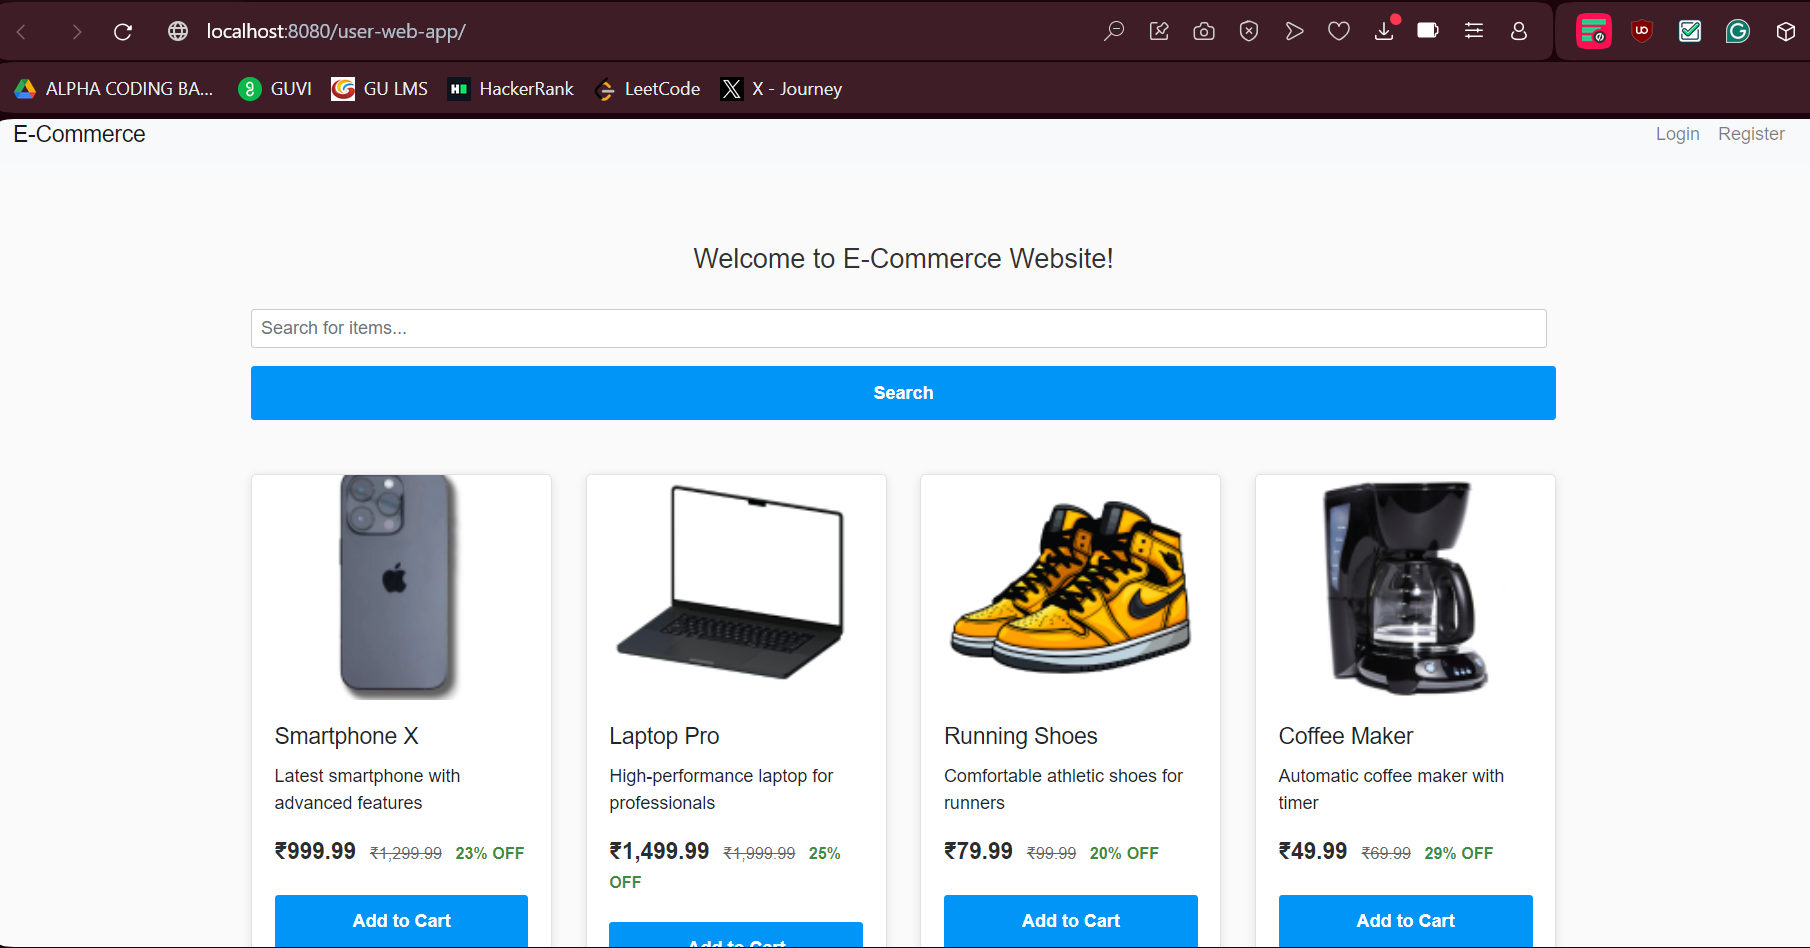 localhost:8080/user-web-app/
ALPHA CODING BA... GUVI GU LMS HackerRank LeetCode X - Journey
E-Commerce Login Register
Welcome to E-Commerce Website!
Search for items...
Search
Smartphone X
Latest smartphone with
advanced features
₹999.99 ₹1,299.99 23% OFF
Add to Cart
Laptop Pro
High-performance laptop for
professionals
₹1,499.99 ₹1,999.99 25%
OFF
Add to Cart
Running Shoes
Comfortable athletic shoes for
runners
₹79.99 ₹99.99 20% OFF
Add to Cart
Coffee Maker
Automatic coffee maker with
timer
₹49.99 ₹69.99 29% OFF
Add to Cart